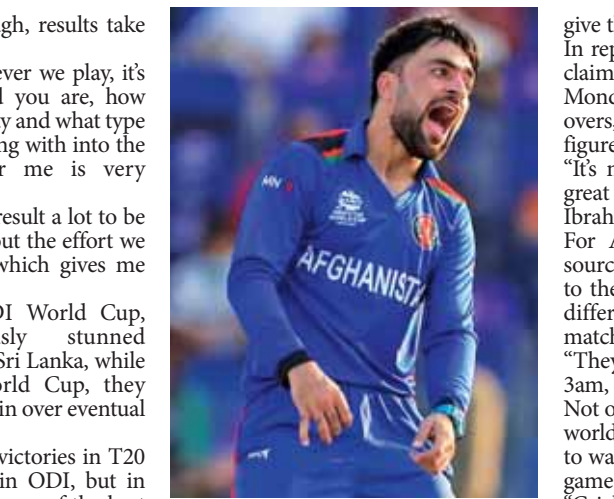 gh, results take
ever we play, it's
d you are, how
y and what type
ng with into the
r me is very
result a lot to be
out the effort we
which gives me
DI World Cup,
sly stunned
Sri Lanka, while
rld Cup, they
in over eventual
victories in T20
in ODI, but in
AFGHANISTA
give t
In rep
claim
Mond
overs,
figure
"It's n
great
Ibrah
For A
sourc
to the
differ
match
"They
3am,
Not o
world
to wa
gamo